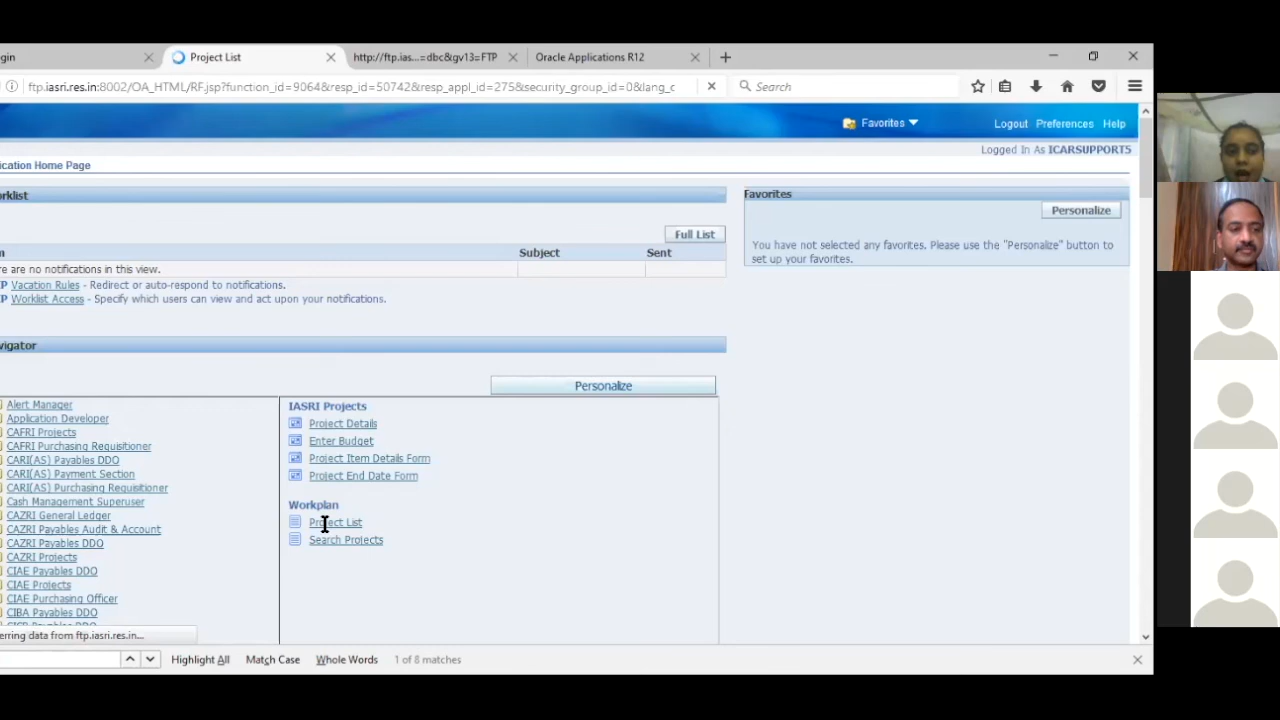 gin
Project List
http://ftp.ias...=dbc&gv13=FTP
Oracle Applications R12
ftp.iasri.res.in:8002/OA_HTML/RF.jsp?function_id=9064&resp_id=50742&resp_appl_id=275&security_group_id=0&lang_c
Search
Favorites
Logout Preferences Help
Logged In As ICARSUPPORT5
ication Home Page
orklist
Favorites
Personalize
Full List
You have not selected any favorites. Please use the "Personalize" button to
set up your favorites.
m Subject Sent
re are no notifications in this view.
P Vacation Rules - Redirect or auto-respond to notifications.
P Worklist Access - Specify which users can view and act upon your notifications.
vigator
Personalize
Alert Manager
Application Developer
CAFRI Projects
CAFRI Purchasing Requisitioner
CARI(AS) Payables DDO
CARI(AS) Payment Section
CARI(AS) Purchasing Requisitioner
Cash Management Superuser
CAZRI General Ledger
CAZRI Payables Audit & Account
CAZRI Payables DDO
CAZRI Projects
CIAE Payables DDO
CIAE Projects
CIAE Purchasing Officer
CIBA Payables DDO
IASRI Projects
Project Details
Enter Budget
Project Item Details Form
Project End Date Form
Workplan
Project List
Search Projects
erring data from ftp.iasri.res.in...
Highlight All Match Case Whole Words 1 of 8 matches